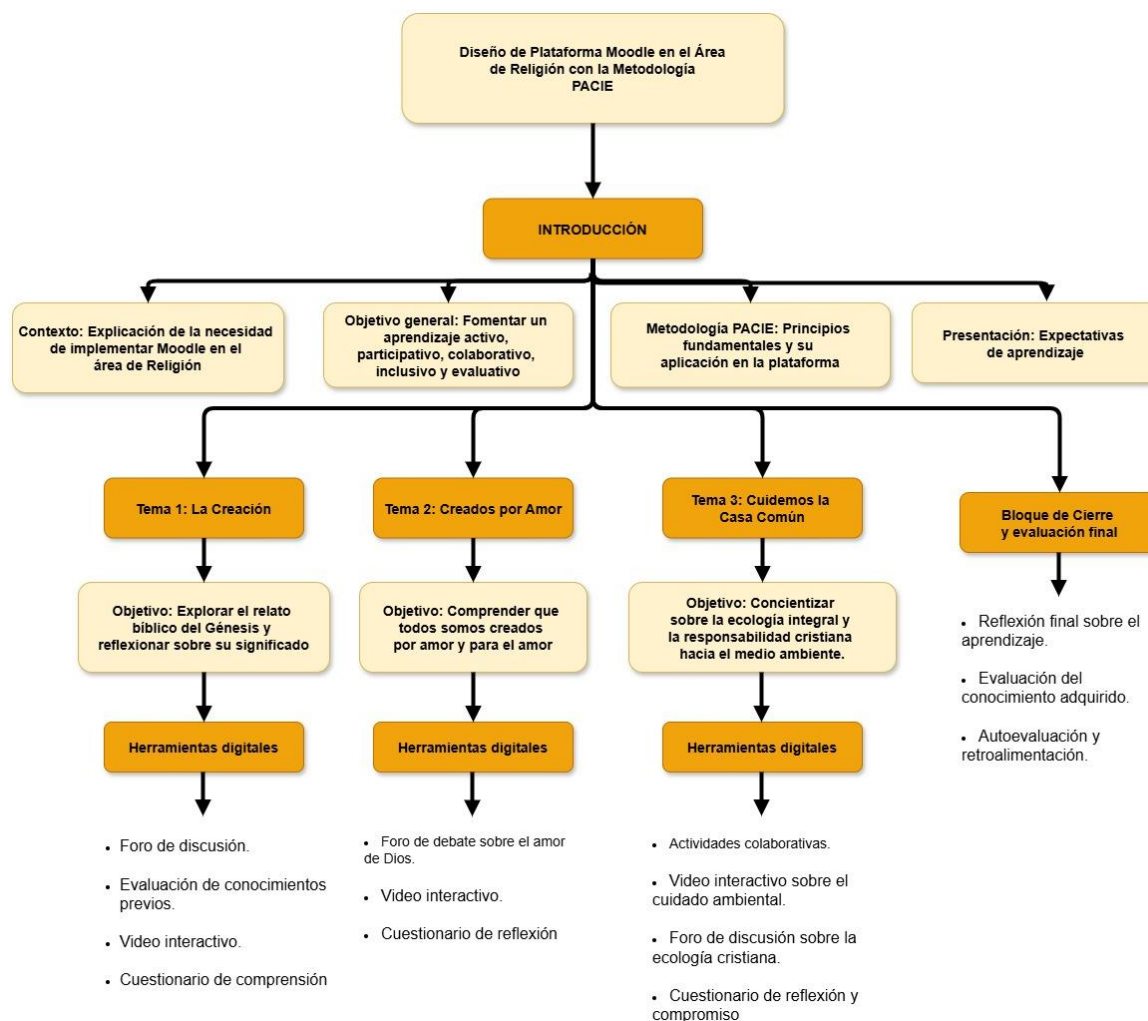 Diseño de Plataforma Moodle en el Área
de Religión con la Metodología
PACIE
INTRODUCCIÓN
Contexto: Explicación de la necesidad
de implementar Moodle en el
área de Religión
Objetivo general: Fomentar un
aprendizaje activo,
participativo, colaborativo,
inclusivo y evaluativo
Metodología PACIE: Principios
fundamentales y su
aplicación en la plataforma
Presentación: Expectativas
de aprendizaje
Tema 1: La Creación
Objetivo: Explorar el relato
bíblico del Génesis y
reflexionar sobre su significado
Herramientas digitales
• Foro de discusión.
• Evaluación de conocimientos
previos.
• Video interactivo.
• Cuestionario de comprensión
Tema 2: Creados por Amor
Objetivo: Comprender que
todos somos creados
por amor y para el amor
Herramientas digitales
• Foro de debate sobre el amor
de Dios.
• Video interactivo.
• Cuestionario de reflexión
Tema 3: Cuidemos la
Casa Común
Objetivo: Concientizar
sobre la ecología integral y
la responsabilidad cristiana
hacia el medio ambiente.
Herramientas digitales
• Actividades colaborativas.
• Video interactivo sobre el
cuidado ambiental.
• Foro de discusión sobre la
ecología cristiana.
• Cuestionario de reflexión y
compromiso
Bloque de Cierre
y evaluación final
• Reflexión final sobre el
aprendizaje.
• Evaluación del
conocimiento adquirido.
• Autoevaluación y
retroalimentación.